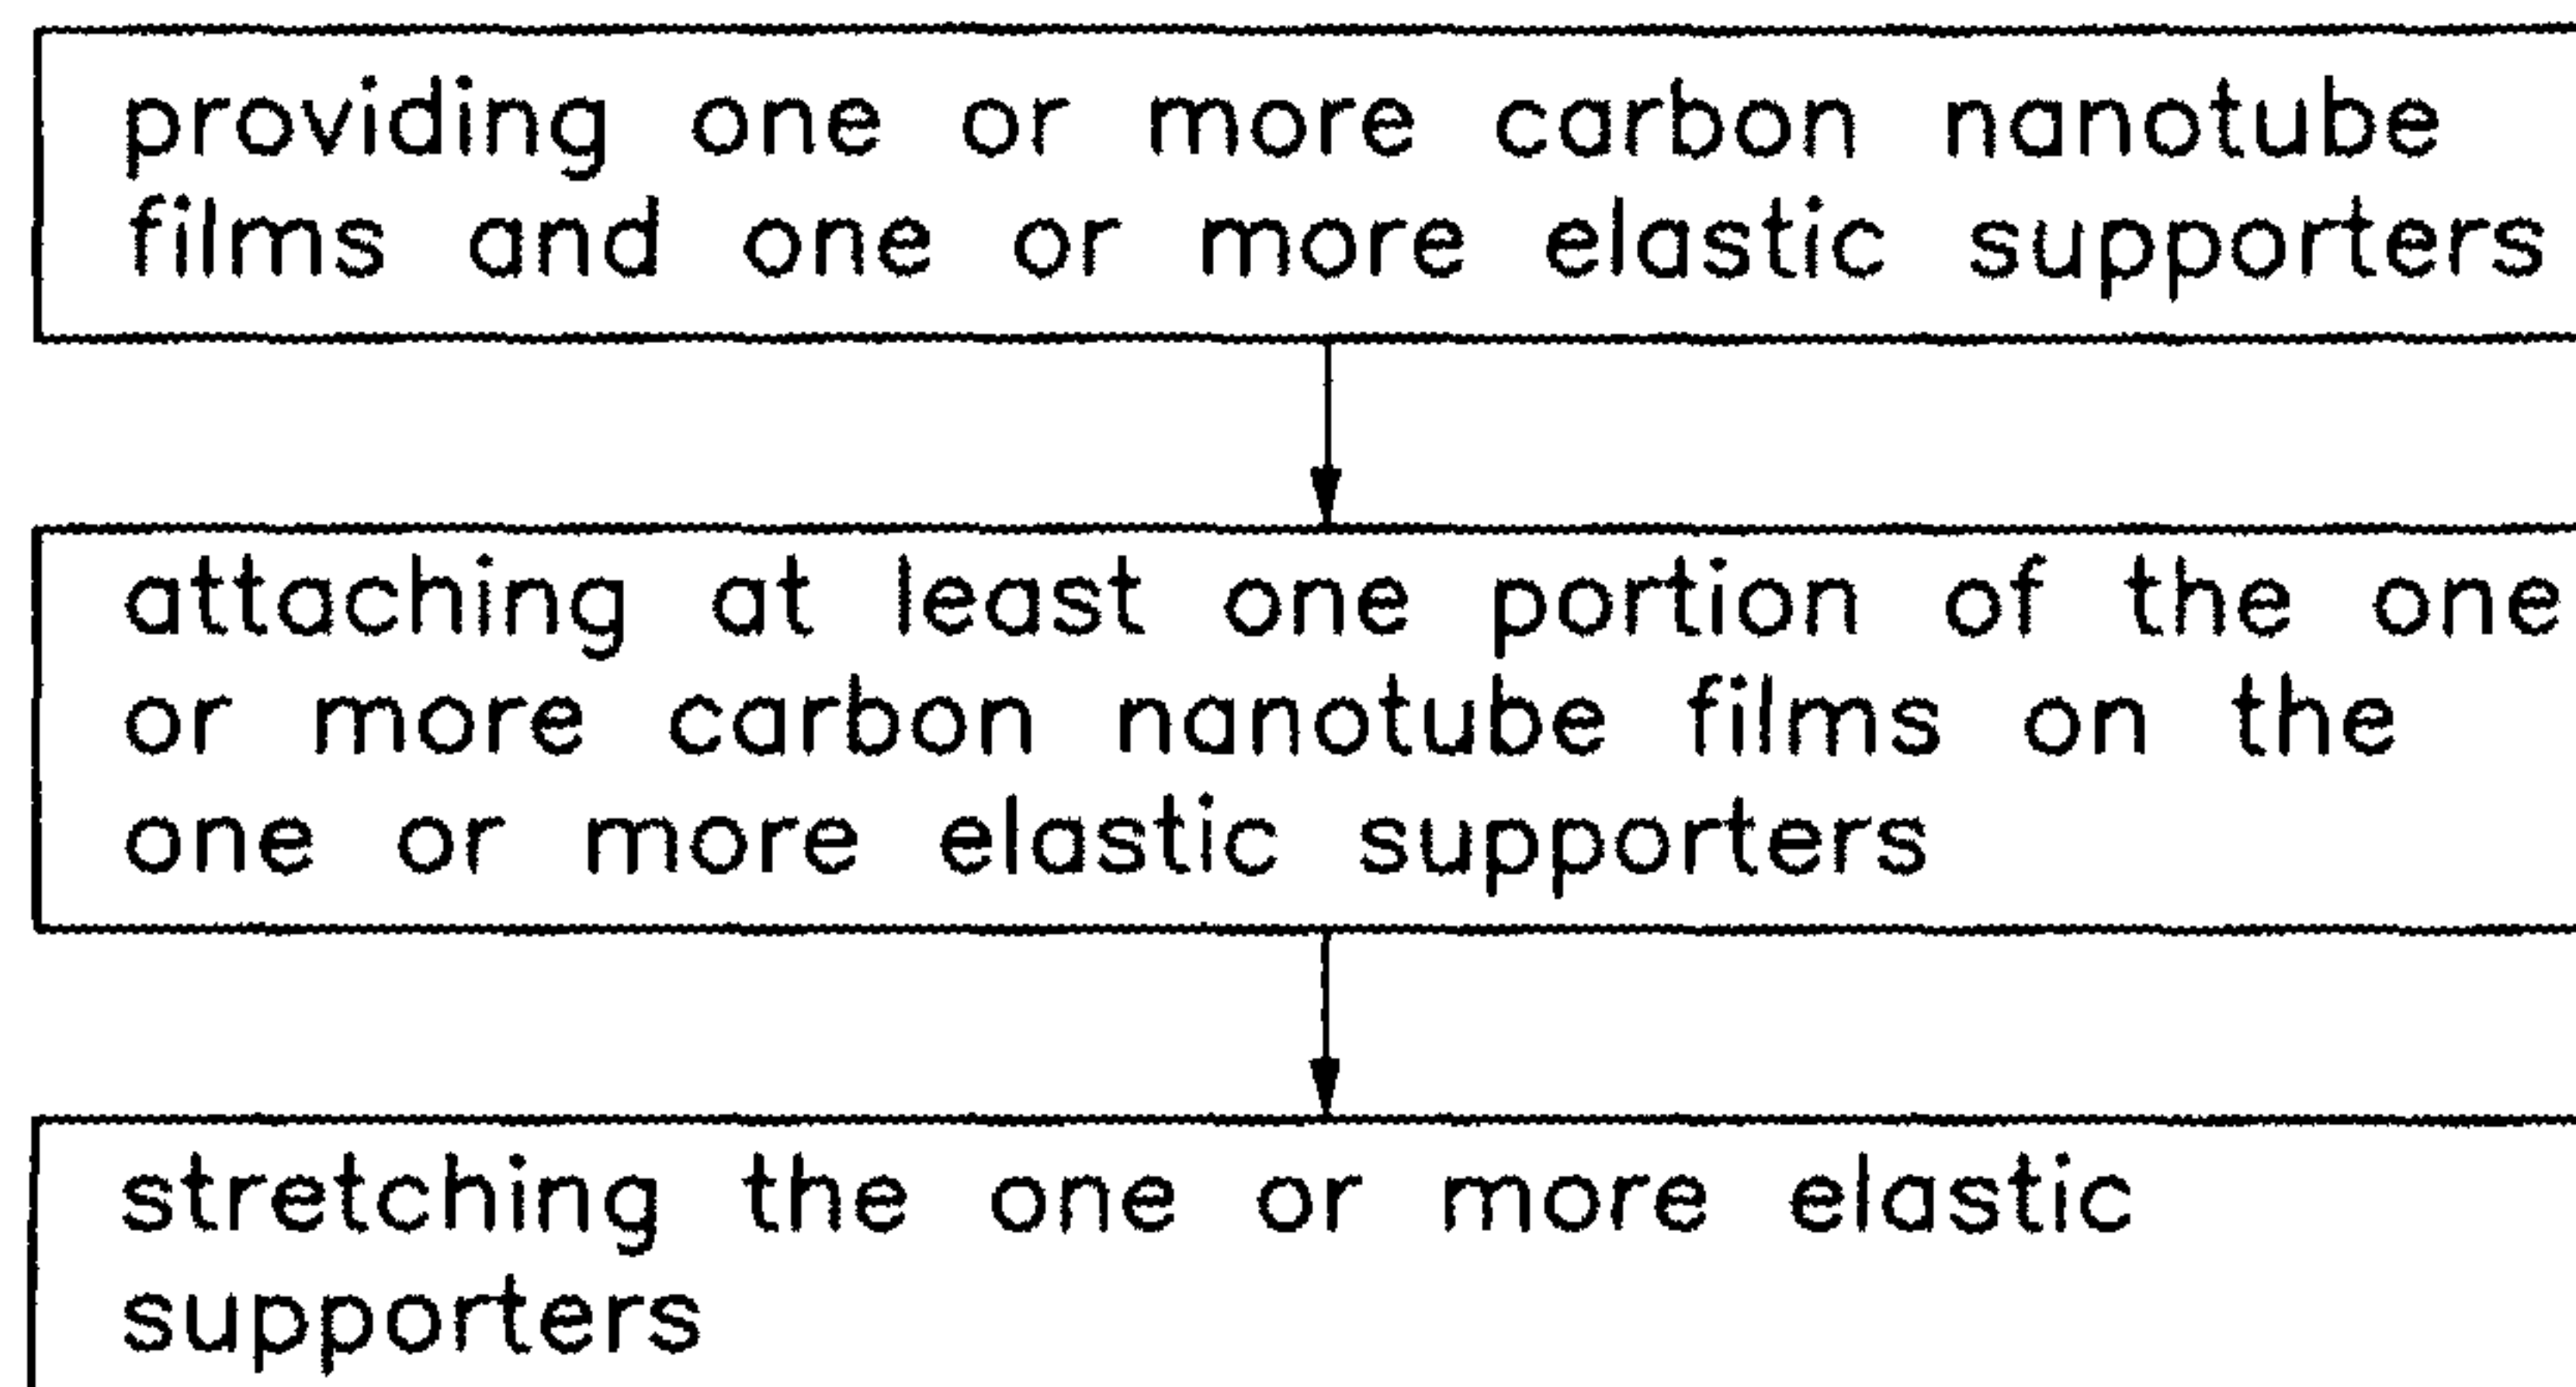 providing one or more carbon nanotube
films and one or more elastic supporters
attaching at least one portion of the one
or more carbon nanotube films on the
one or more elastic supporters
stretching the one or more elastic
supporters